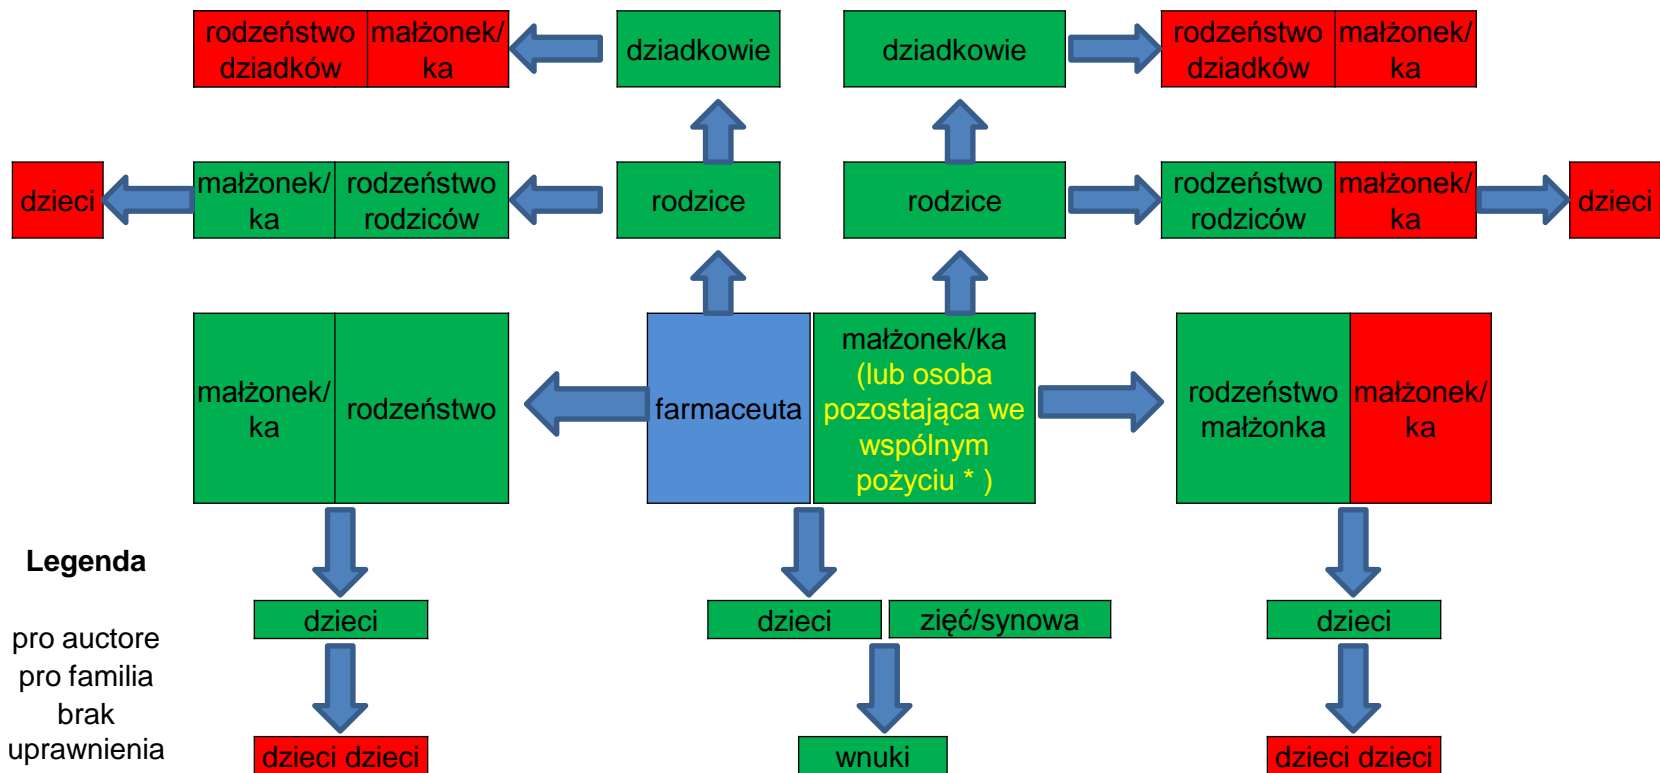 rodzeństwo
dziadków
małżonek/
ka
dziadkowie
dziadkowie
rodzeństwo
dziadków
małżonek/
ka
dzieci
małżonek/
ka
rodzeństwo
rodziców
rodzice
rodzice
rodzeństwo
rodziców
małżonek/
ka
dzieci
małżonek/
ka
rodzeństwo
farmaceuta
małżonek/ka
(lub osoba
pozostająca we
wspólnym
pożyciu * )
rodzeństwo
małżonka
małżonek/
ka
Legenda
pro auctore
pro familia
brak
uprawnienia
dzieci
dzieci
zięć/synowa
dzieci
dzieci dzieci
wnuki
dzieci dzieci